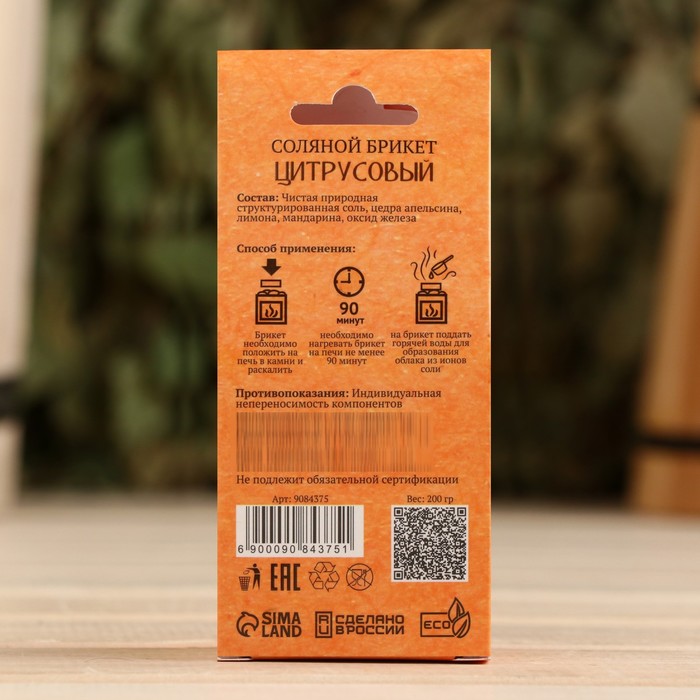 СОЛЯНОЙ БРИКЕТ
ЦИТРУСОВЫЙ
Состав: Чистая природная
структурированная соль, цедра апельсина,
лимона, мандарина, оксид железа
Способ применения:
90
минут
Брикет
необходимо
положить на
печь в камни и
раскалить
необходимо
нагревать брикет
на печи не менее
90 минут
на брикет поддать
горячей воды для
образования
облака из ионов
соли
Противопоказания: Индивидуальная
непереносимость компонентов
Не подлежит обязательной сертификации
Арт: 9084375
Вес: 200 гр
6 900090 843751
EAC
SIMA
LAND
RU
СДЕЛАНО
В РОССИИ
ECO